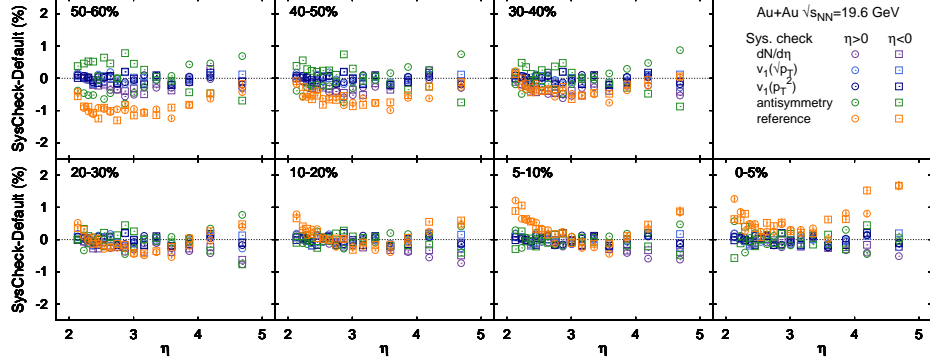 50-60%
40-50%
30-40%
Au+Au √sNN=19.6 GeV
Sys. check η>0 η<0
dN/dη
v1(√pT)
v1(pT2)
antisymmetry
reference
SysCheck-Default (%)
2
1
0
-1
-2
20-30%
10-20%
5-10%
0-5%
SysCheck-Default (%)
2
1
0
-1
-2
2 3 4 5 2 3 4 5 2 3 4 5 2 3 4 5
η η η η